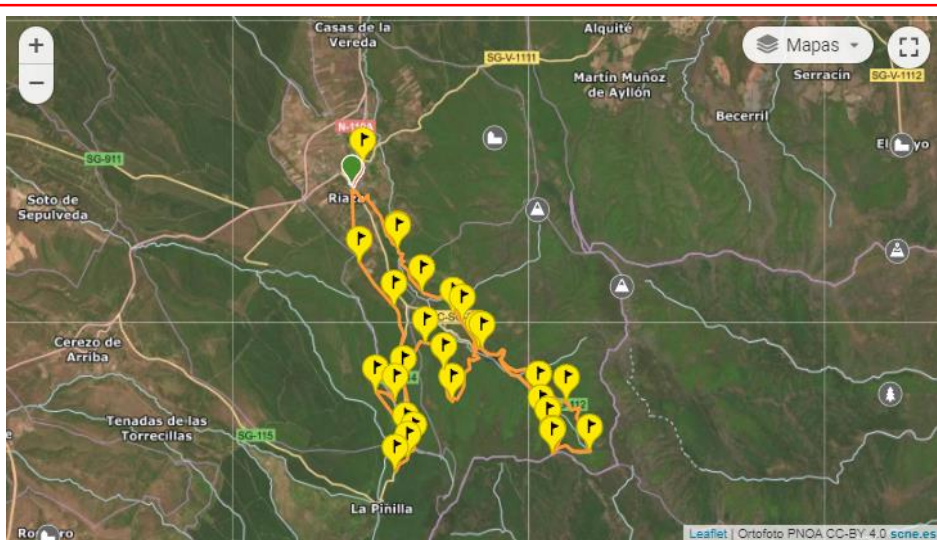 +
−
Casas de la
Vereda
Alquité
Mapas
SG-V-1111
Martín Muñoz
de Ayllón
Serracín
SG-V-1112
Becerril
N-110A
SG-911
Soto de
Sepulveda
Cerezo de
Arriba
Tenadas de las
Torrecillas
SG-115
112
La Pinilla
Leaflet | Ortofoto PNOA CC-BY 4.0 scne.es